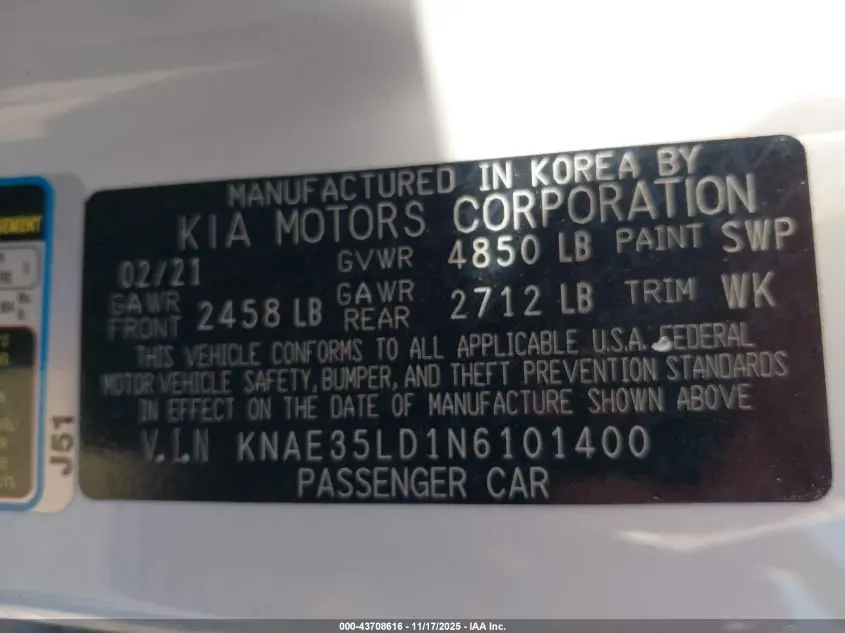 MANUFACTURED IN KOREA BY
KIA MOTORS CORPORATION
02/21 GVWR 4850 LB PAINT SWP
GAWR FRONT 2458 LB GAWR REAR 2712 LB TRIM WK
THIS VEHICLE CONFORMS TO ALL APPLICABLE U.S.A. FEDERAL
MOTOR VEHICLE SAFETY, BUMPER, AND THEFT PREVENTION STANDARDS
IN EFFECT ON THE DATE OF MANUFACTURE SHOWN ABOVE
V.I.N KNAE35LD1N6101400
PASSENGER CAR
J51
000-43708616 - 11/17/2025 - IAA Inc.